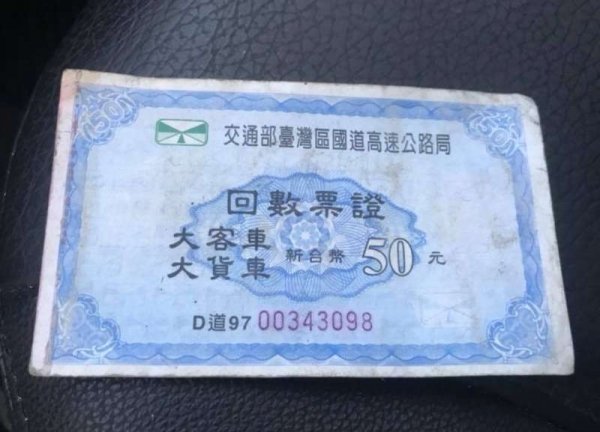 交通部臺灣區國道高速公路局
回數票證
大客車
大貨車 新台幣 50 元
D道97 00343098